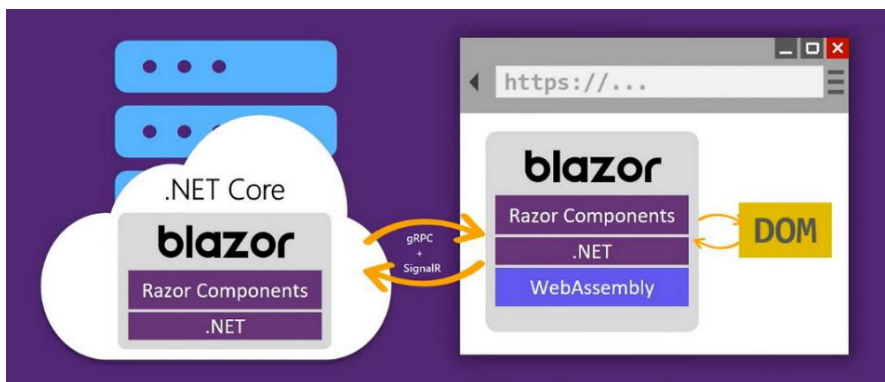 .NET Core
blazor
Razor Components
.NET
gRPC
+
SignalR
https://...
blazor
Razor Components
.NET
WebAssembly
DOM